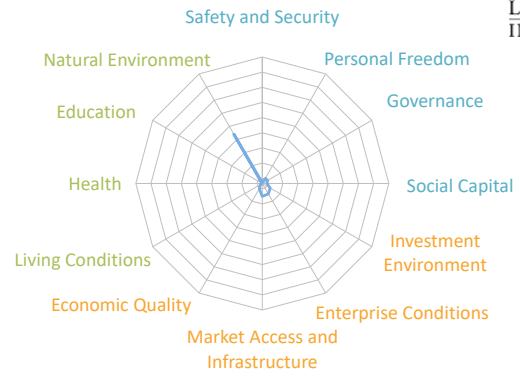 Safety and Security
Natural Environment
Personal Freedom
Education
Governance
Health
Social Capital
Investment
Environment
Living Conditions
Economic Quality
Enterprise Conditions
Market Access and
Infrastructure